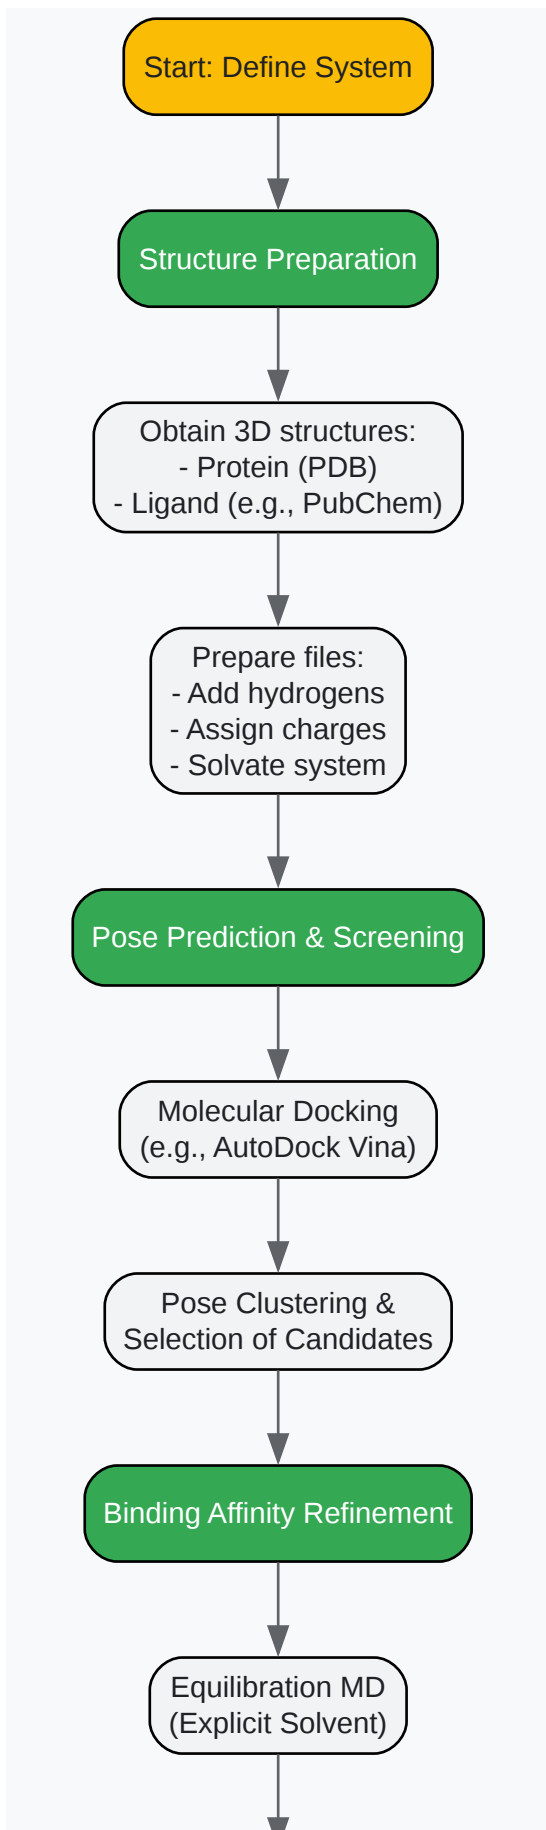 Start: Define System
Structure Preparation
Obtain 3D structures:
- Protein (PDB)
- Ligand (e.g., PubChem)
Prepare files:
- Add hydrogens
- Assign charges
- Solvate system
Pose Prediction & Screening
Molecular Docking
(e.g., AutoDock Vina)
Pose Clustering &
Selection of Candidates
Binding Affinity Refinement
Equilibration MD
(Explicit Solvent)